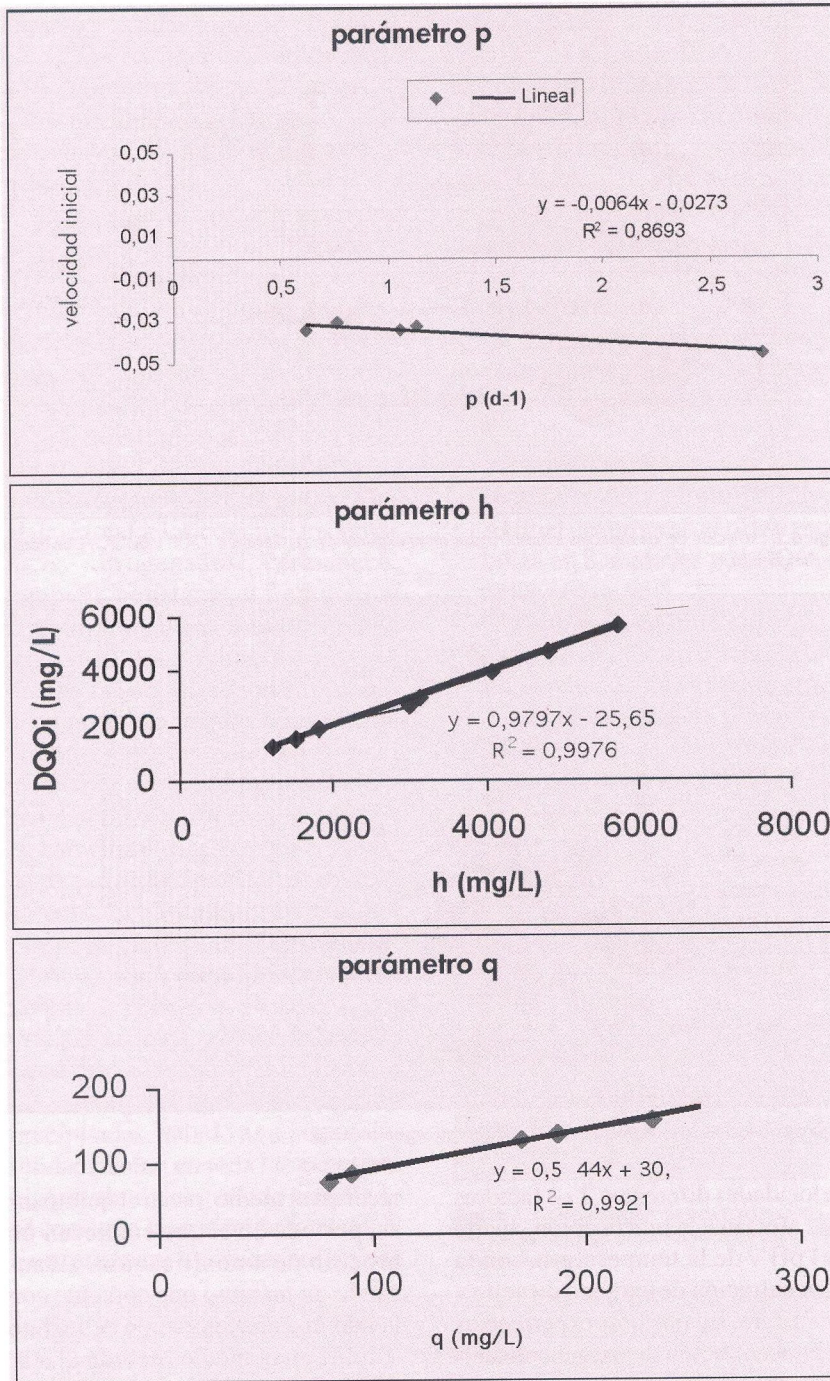 parámetro p
Lineal
0,05
0,03
0,01
-0,01
-0,03
-0,05
velocidad inicial
y = -0,0064x - 0,0273
R² = 0,8693
0 0,5 1 1,5 2 2,5 3
p (d-1)
parámetro h
6000
4000
2000
0
DQOi (mg/L)
y = 0,9797x - 25,65
R² = 0,9976
0 2000 4000 6000 8000
h (mg/L)
parámetro q
200
100
0
y = 0,5 44x + 30,
R² = 0,9921
0 100 200 300
q (mg/L)